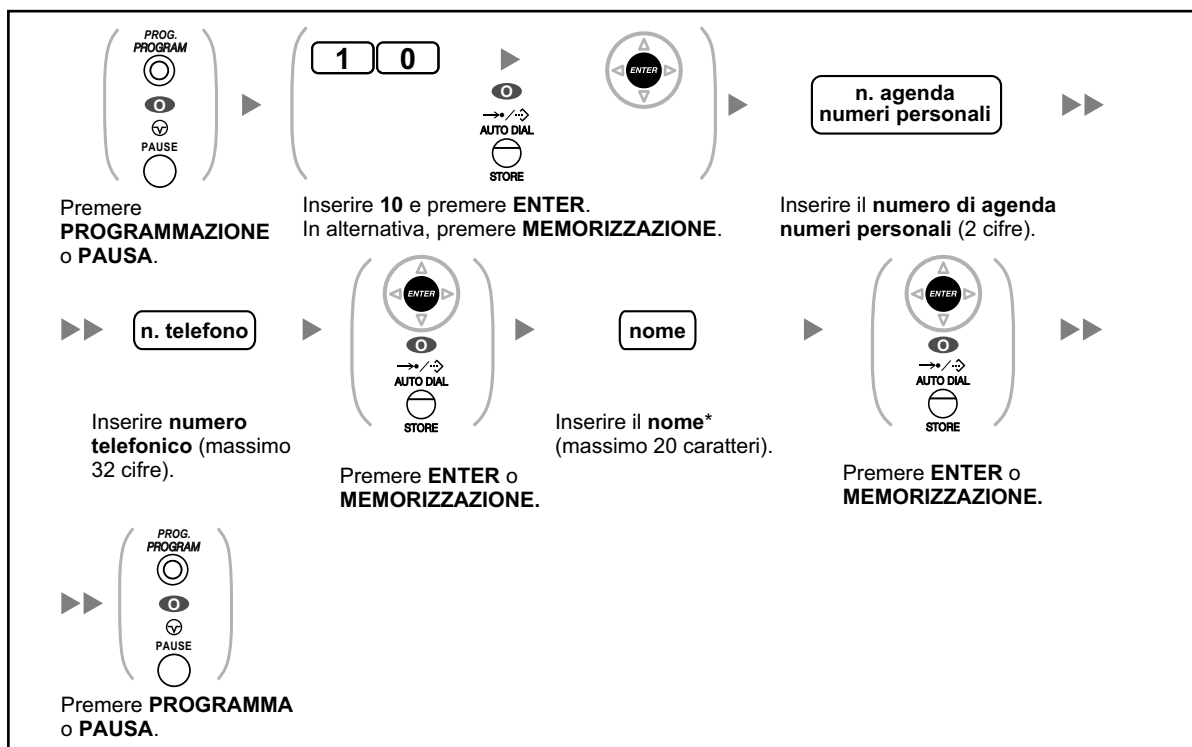 PROG.
PROGRAM
O
PAUSE
Premere
PROGRAMMAZIONE
o PAUSA.
1 0
O
AUTO DIAL
STORE
ENTER
Inserire 10 e premere ENTER.
In alternativa, premere MEMORIZZAZIONE.
n. agenda
numeri personali
Inserire il numero di agenda
numeri personali (2 cifre).
n. telefono
Inserire numero
telefonico (massimo
32 cifre).
ENTER
O
AUTO DIAL
STORE
Premere ENTER o
MEMORIZZAZIONE.
nome
Inserire il nome*
(massimo 20 caratteri).
ENTER
O
AUTO DIAL
STORE
Premere ENTER o
MEMORIZZAZIONE.
PROG.
PROGRAM
O
PAUSE
Premere PROGRAMMA
o PAUSA.